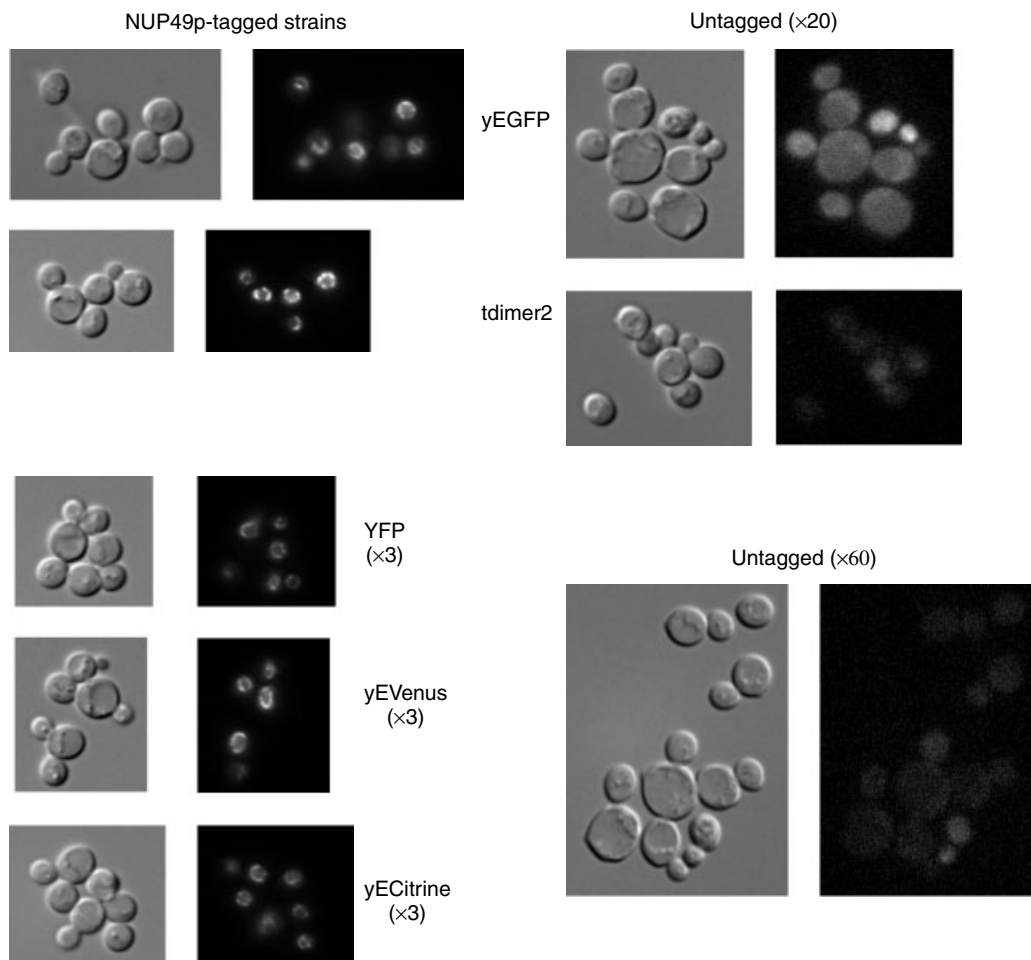 NUP49p-tagged strains
Untagged (×20)
yEGFP
tdimer2
YFP
(×3)
Untagged (×60)
yEVenus
(×3)
yECitrine
(×3)